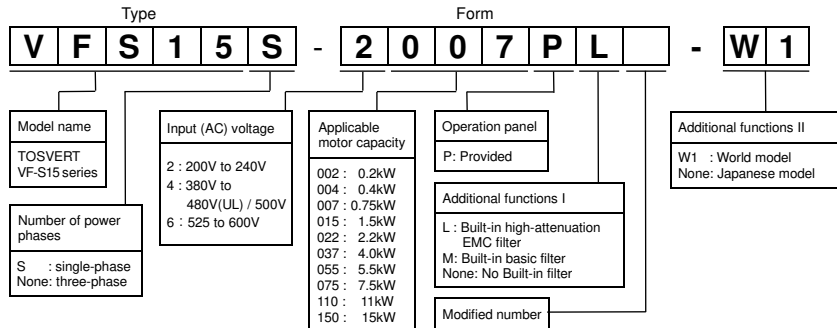 Type Form
V F S 1 5 S - 2 0 0 7 P L - W 1
Model name
TOSVERT
VF-S15 series
Number of power
phases
S : single-phase
None: three-phase
Input (AC) voltage
2 : 200V to 240V
4 : 380V to
480V(UL) / 500V
6 : 525 to 600V
Applicable
motor capacity
002 : 0.2kW
004 : 0.4kW
007 : 0.75kW
015 : 1.5kW
022 : 2.2kW
037 : 4.0kW
055 : 5.5kW
075 : 7.5kW
110 : 11kW
150 : 15kW
Operation panel
P: Provided
Additional functions I
L : Built-in high-attenuation
EMC filter
M: Built-in basic filter
None: No Built-in filter
Modified number
Additional functions II
W1 : World model
None: Japanese model